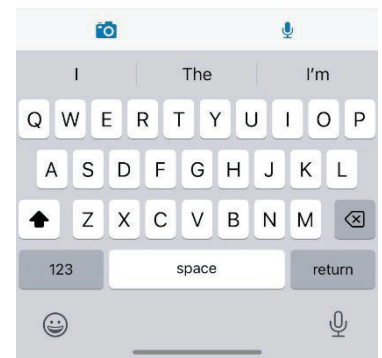 I The I'm
Q W E R T Y U I O P
A S D F G H J K L
Z X C V B N M
123 space return